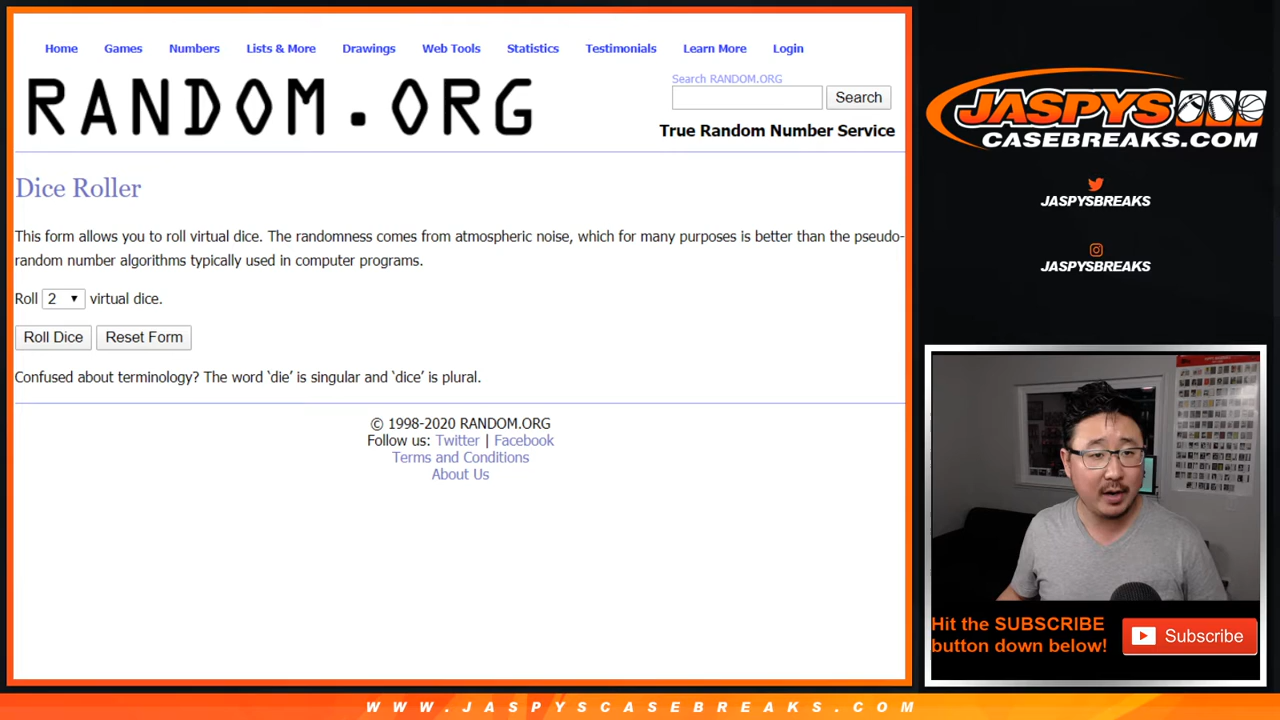 Home Games Numbers Lists & More Drawings Web Tools Statistics Testimonials Learn More Login
RANDOM.ORG
Search RANDOM.ORG
Search
True Random Number Service
Dice Roller
This form allows you to roll virtual dice. The randomness comes from atmospheric noise, which for many purposes is better than the pseudo-
random number algorithms typically used in computer programs.
Roll 2 virtual dice.
Roll Dice Reset Form
Confused about terminology? The word ‘die’ is singular and ‘dice’ is plural.
© 1998-2020 RANDOM.ORG
Follow us: Twitter | Facebook
Terms and Conditions
About Us
JASPYS
CASEBREAKS.COM
JASPYSBREAKS
JASPYSBREAKS
Hit the SUBSCRIBE
button down below!
Subscribe
WWW.JASPYSCASEBREAKS.COM